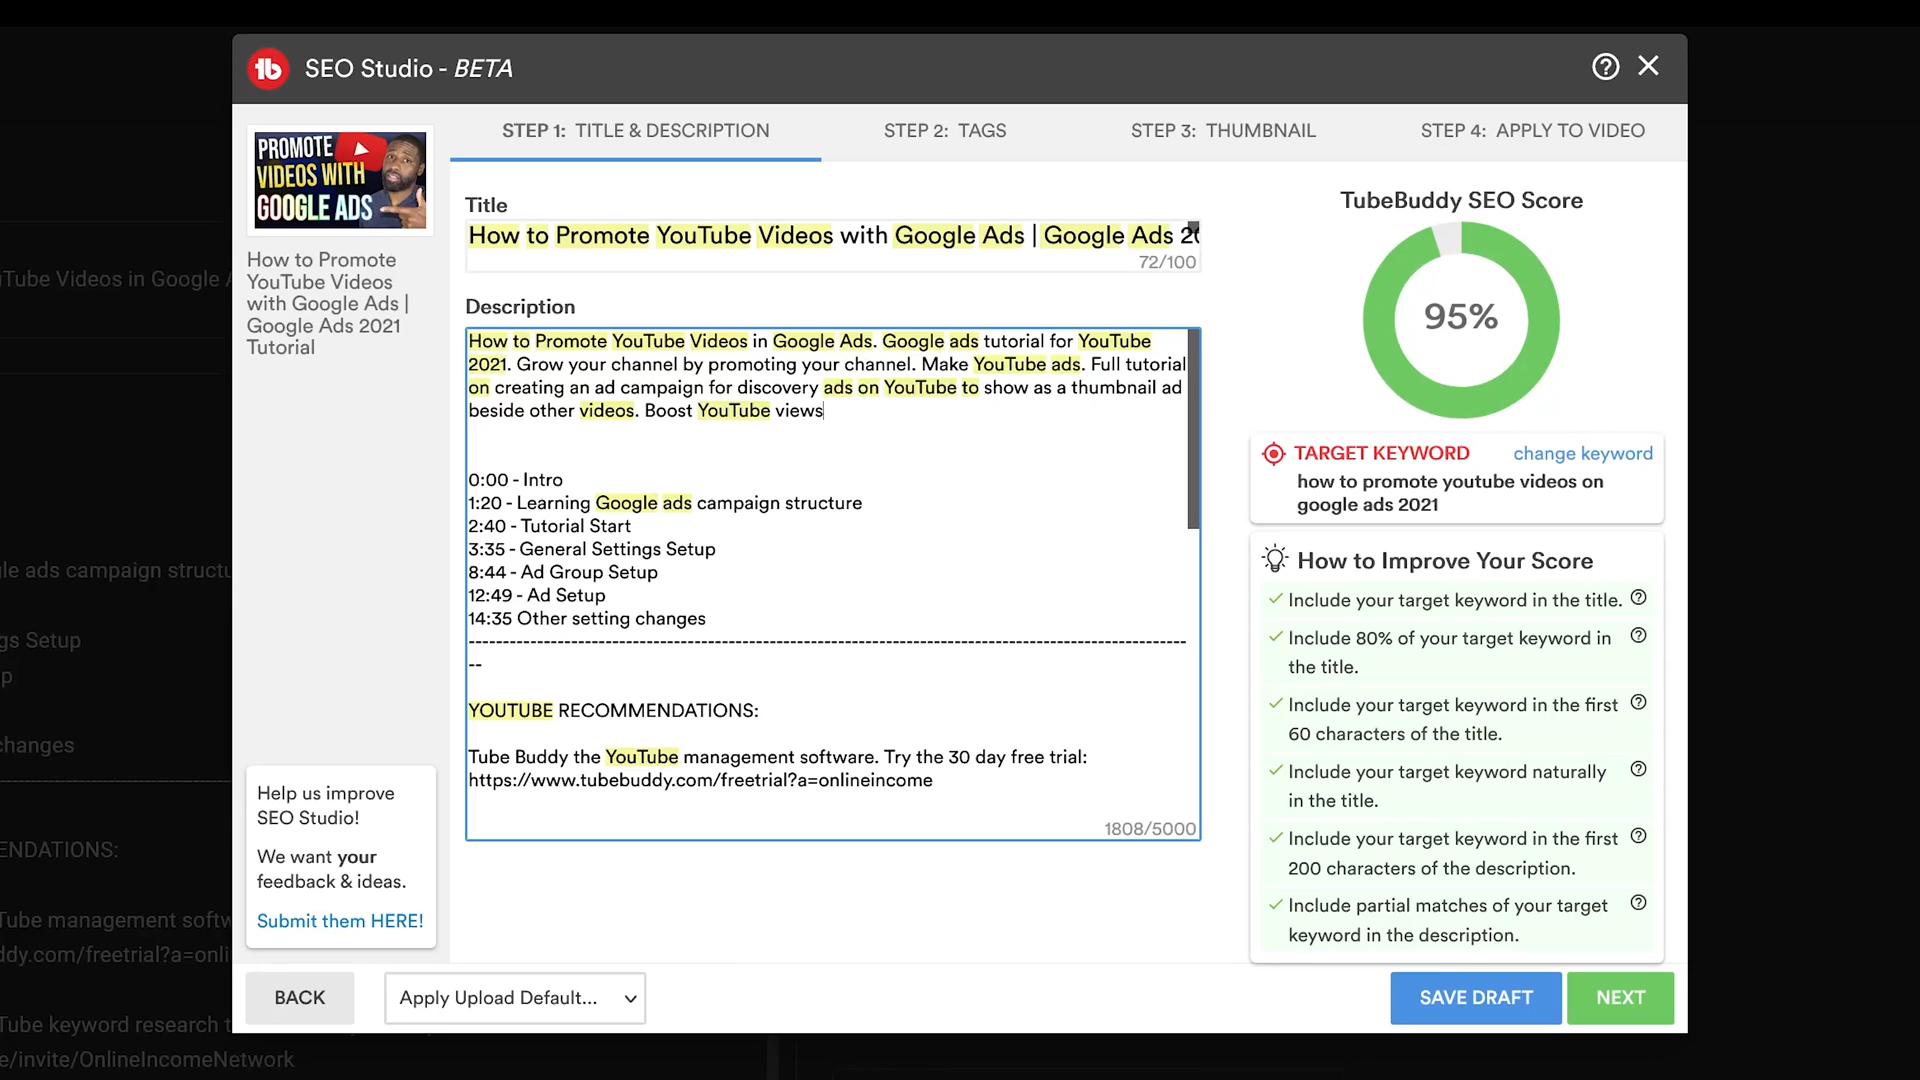 SEO Studio - BETA
STEP 1: TITLE & DESCRIPTION
STEP 2: TAGS
STEP 3: THUMBNAIL
STEP 4: APPLY TO VIDEO
PROMOTE
VIDEOS WITH
GOOGLE ADS
How to Promote
YouTube Videos
with Google Ads |
Google Ads 2021
Tutorial
Help us improve
SEO Studio!
We want your
feedback & ideas.
Submit them HERE!
Title
How to Promote YouTube Videos with Google Ads | Google Ads 20
72/100
Description
How to Promote YouTube Videos in Google Ads. Google ads tutorial for YouTube
2021. Grow your channel by promoting your channel. Make YouTube ads. Full tutorial
on creating an ad campaign for discovery ads on YouTube to show as a thumbnail ad
beside other videos. Boost YouTube views
0:00 - Intro
1:20 - Learning Google ads campaign structure
2:40 - Tutorial Start
3:35 - General Settings Setup
8:44 - Ad Group Setup
12:49 - Ad Setup
14:35 Other setting changes
--------------------------------------------------------------------------------------------------------
--
YOUTUBE RECOMMENDATIONS:
Tube Buddy the YouTube management software. Try the 30 day free trial:
https://www.tubebuddy.com/freetrial?a=onlineincome
1808/5000
TubeBuddy SEO Score
95%
TARGET KEYWORD
change keyword
how to promote youtube videos on
google ads 2021
How to Improve Your Score
Include your target keyword in the title.
Include 80% of your target keyword in
the title.
Include your target keyword in the first
60 characters of the title.
Include your target keyword naturally
in the title.
Include your target keyword in the first
200 characters of the description.
Include partial matches of your target
keyword in the description.
BACK
Apply Upload Default...
SAVE DRAFT
NEXT
Tube Videos in Google
le ads campaign structu
gs Setup
p
changes
ENDATIONS:
Tube management softw
ddy.com/freetrial?a=onli
Tube keyword research t
e/invite/OnlineIncomeNetwork